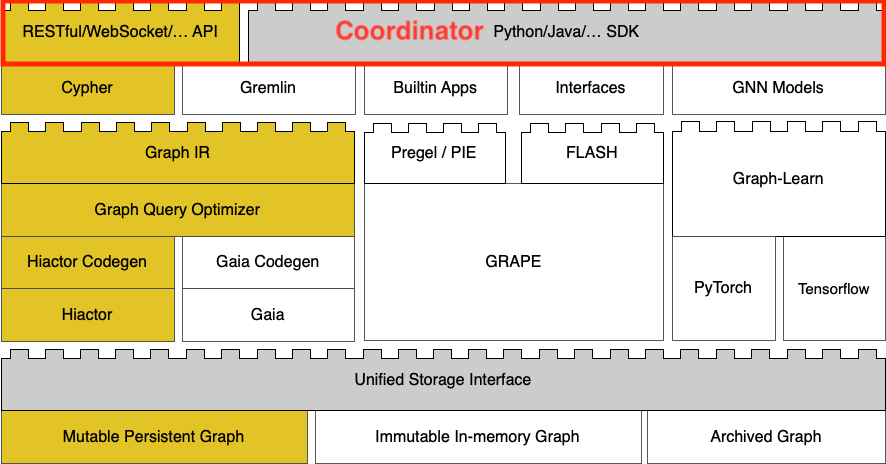 RESTful/WebSocket/... API
Coordinator Python/Java/... SDK
Cypher
Gremlin
Builtin Apps
Interfaces
GNN Models
Graph IR
Pregel / PIE
FLASH
Graph-Learn
Graph Query Optimizer
Hiactor Codegen
Gaia Codegen
GRAPE
PyTorch
Tensorflow
Hiactor
Gaia
Unified Storage Interface
Mutable Persistent Graph
Immutable In-memory Graph
Archived Graph